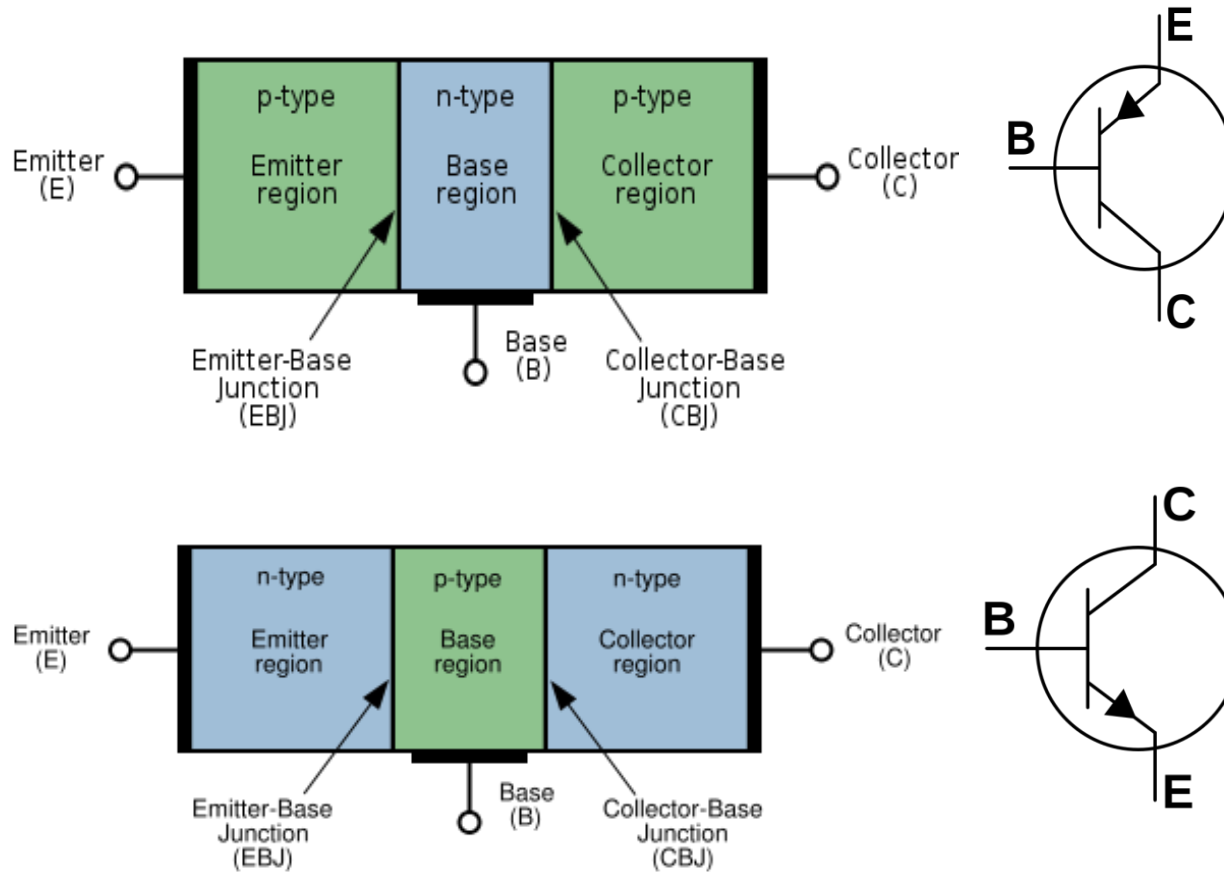 E
p-type
n-type
p-type
B
Emitter
(E)
Emitter
region
Base
region
Collector
region
Collector
(C)
C
Emitter-Base
Junction
(EBJ)
Base
(B)
Collector-Base
Junction
(CBJ)
C
n-type
p-type
n-type
B
Emitter
(E)
Emitter
region
Base
region
Collector
region
Collector
(C)
E
Emitter-Base
Junction
(EBJ)
Base
(B)
Collector-Base
Junction
(CBJ)